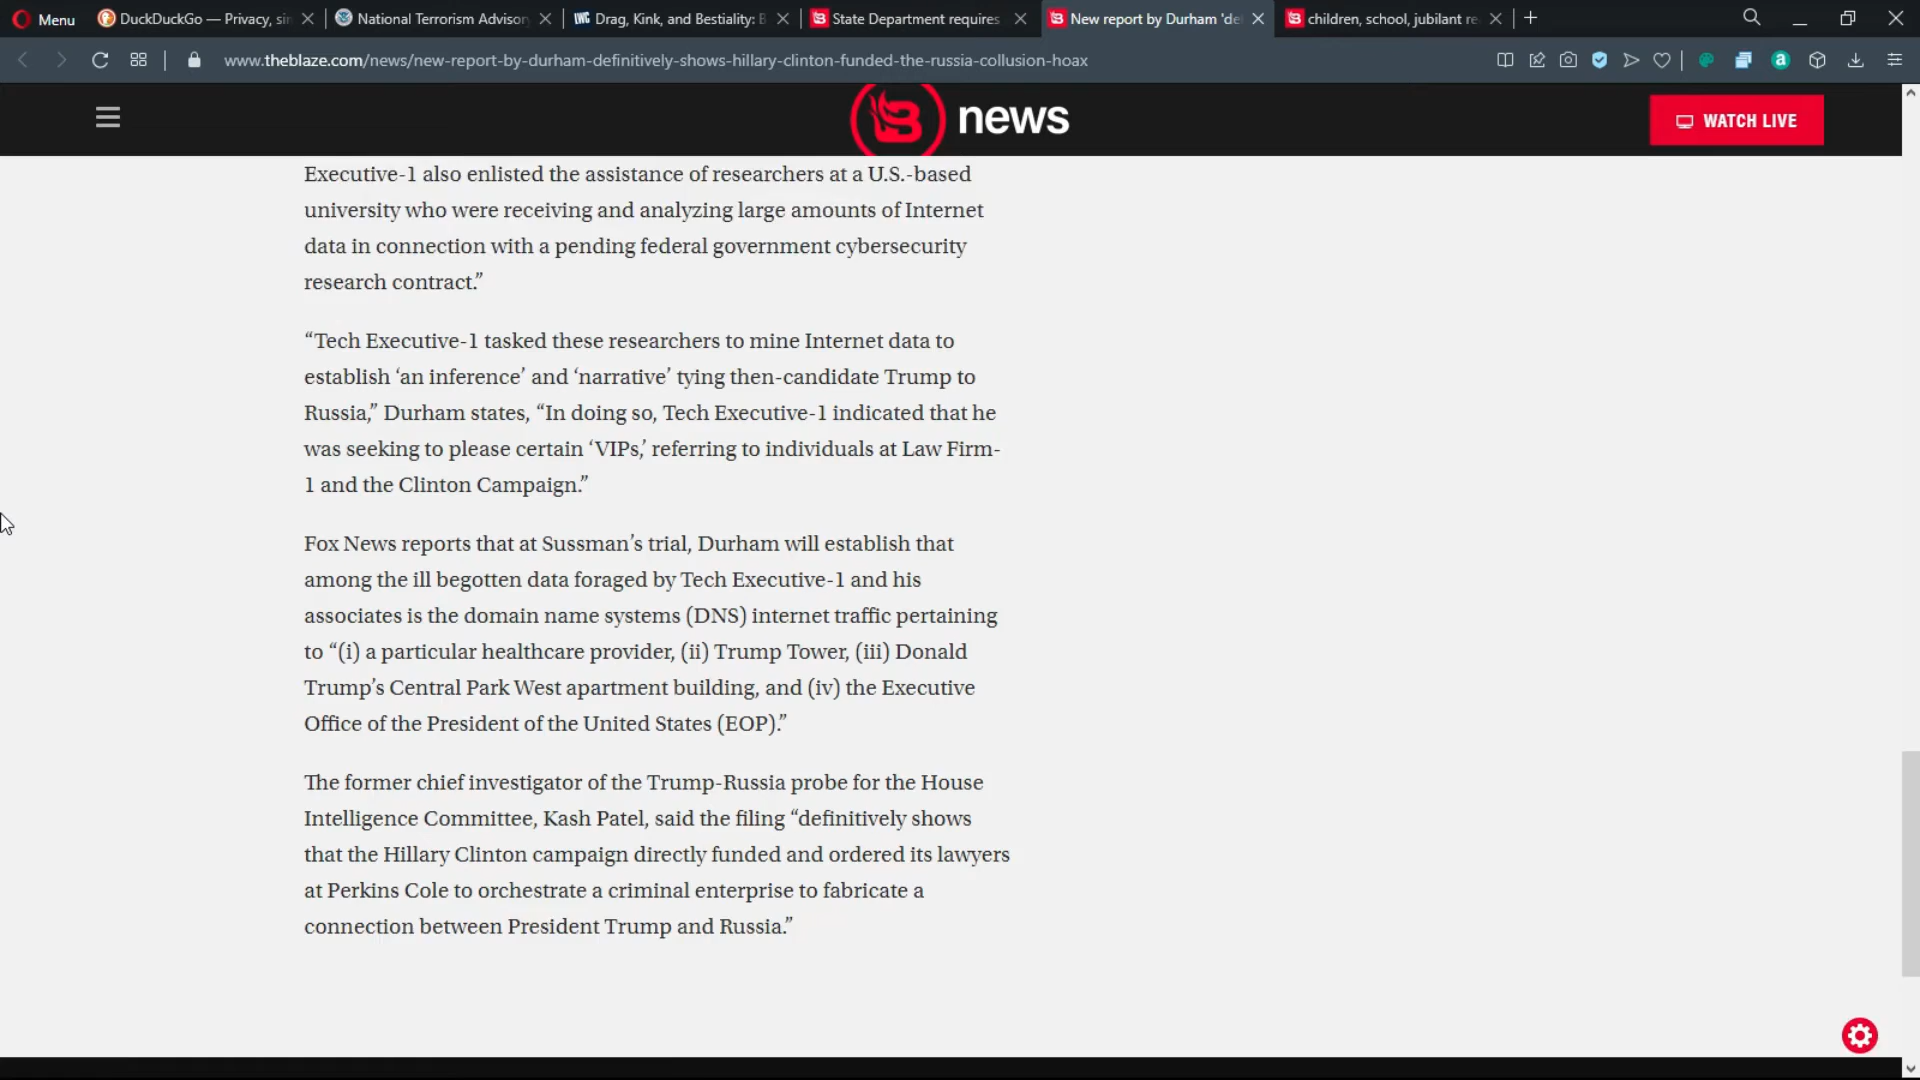 Menu
DuckDuckGo — Privacy, sin
National Terrorism Advisor
IWC Drag, Kink, and Bestiality: B
State Department requires
New report by Durham 'de
children, school, jubilant re
www.theblaze.com/news/new-report-by-durham-definitively-shows-hillary-clinton-funded-the-russia-collusion-hoax
a
B news
WATCH LIVE
Executive-1 also enlisted the assistance of researchers at a U.S.-based
university who were receiving and analyzing large amounts of Internet
data in connection with a pending federal government cybersecurity
research contract.”
“Tech Executive-1 tasked these researchers to mine Internet data to
establish ‘an inference’ and ‘narrative’ tying then-candidate Trump to
Russia,” Durham states, “In doing so, Tech Executive-1 indicated that he
was seeking to please certain ‘VIPs,’ referring to individuals at Law Firm-
1 and the Clinton Campaign.”
Fox News reports that at Sussman’s trial, Durham will establish that
among the ill begotten data foraged by Tech Executive-1 and his
associates is the domain name systems (DNS) internet traffic pertaining
to “(i) a particular healthcare provider, (ii) Trump Tower, (iii) Donald
Trump’s Central Park West apartment building, and (iv) the Executive
Office of the President of the United States (EOP).”
The former chief investigator of the Trump-Russia probe for the House
Intelligence Committee, Kash Patel, said the filing “definitively shows
that the Hillary Clinton campaign directly funded and ordered its lawyers
at Perkins Cole to orchestrate a criminal enterprise to fabricate a
connection between President Trump and Russia.”